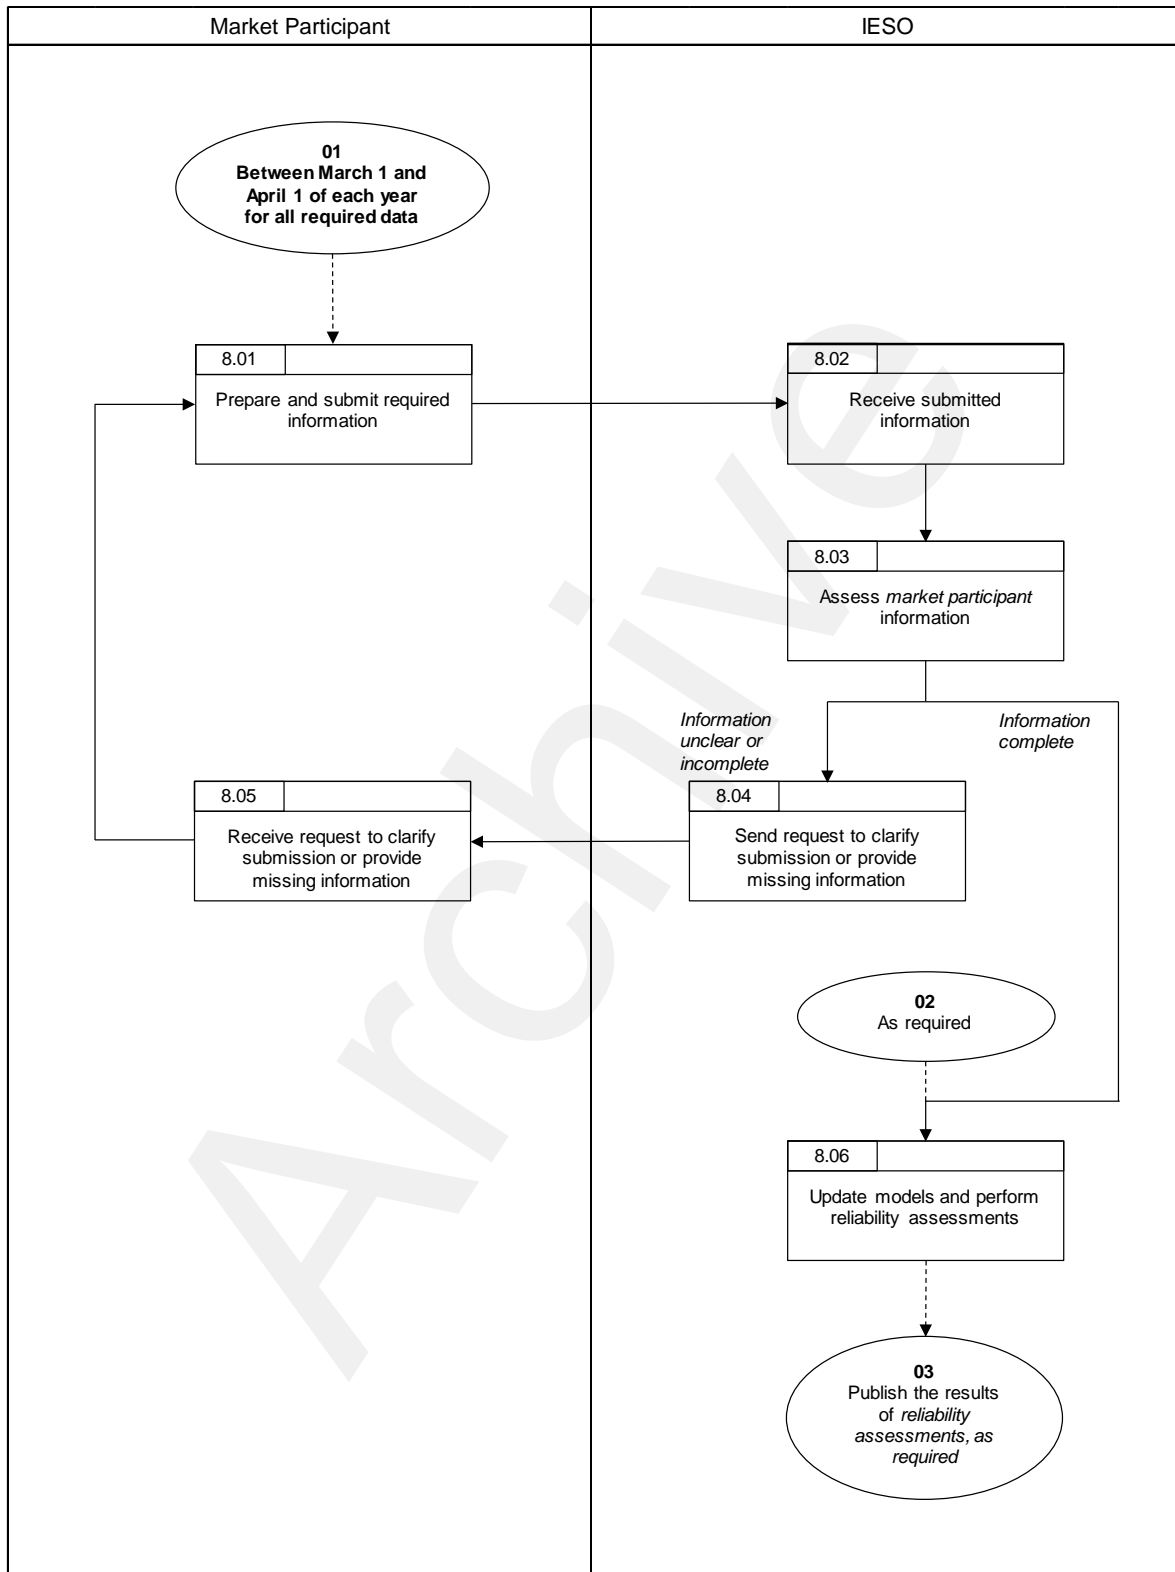 Market Participant
IESO
01
Between March 1 and
April 1 of each year
for all required data
8.01
Prepare and submit required
information
8.02
Receive submitted
information
8.03
Assess market participant
information
Information
unclear or
incomplete
Information
complete
8.05
Receive request to clarify
submission or provide
missing information
8.04
Send request to clarify
submission or provide
missing information
02
As required
8.06
Update models and perform
reliability assessments
03
Publish the results
of reliability
assessments, as
required
Archive